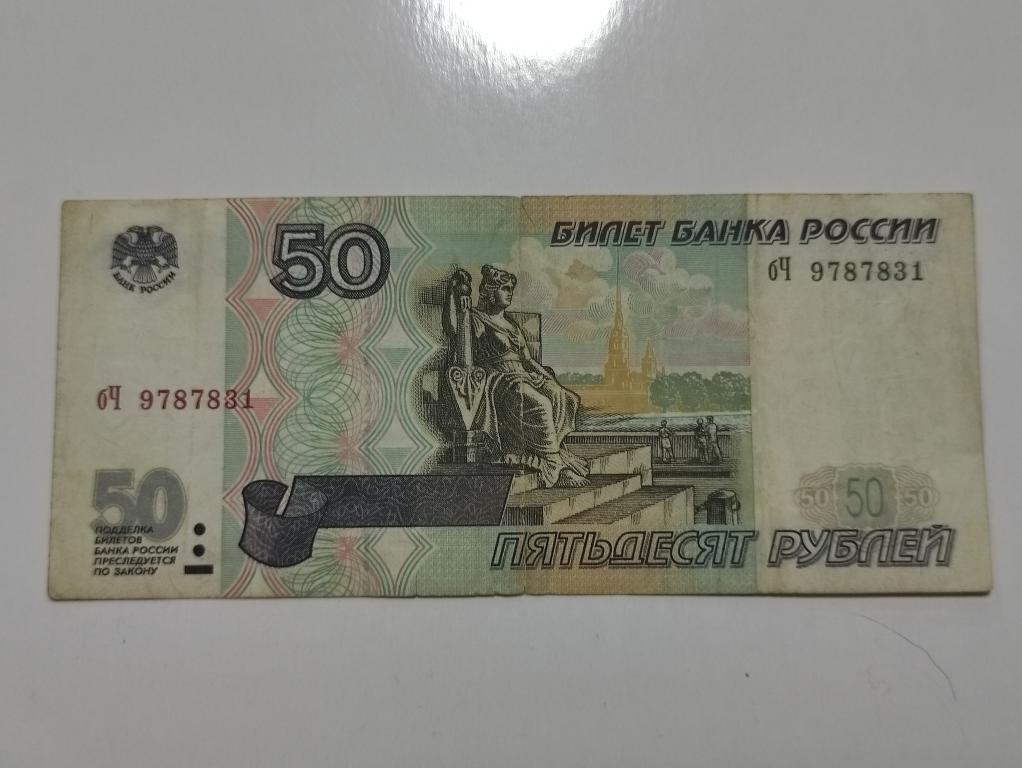 50
БИЛЕТ БАНКА РОССИИ
БАНК РОССИИ
бЧ 9787831
бЧ 9787831
50
ПОДДЕЛКА
БИЛЕТОВ
БАНКА РОССИИ
ПРЕСЛЕДУЕТСЯ
ПО ЗАКОНУ
50 50 50
ПЯТЬДЕСЯТ РУБЛЕЙ